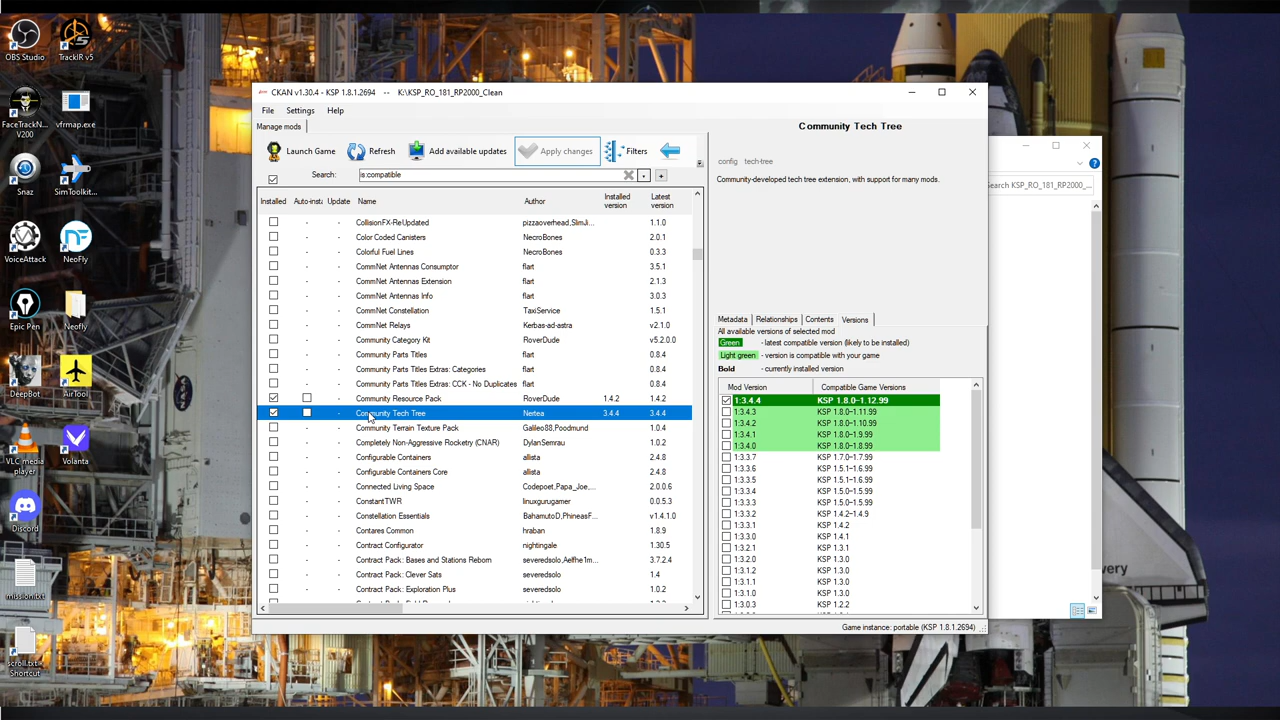 OBS Studio
TrackIR v5
FaceTrackN...
V200
vfrmap.exe
Snaz
SimToolkit...
VoiceAttack
NeoFly
Epic Pen
Neofly
DeepBot
AirTool
VLC media
player
Volanta
Discord
mission.txt
scroll.txt -
Shortcut
CKAN v1.30.4 - KSP 1.8.1.2694 -- K:\KSP_RO_181_RP2000_Clean
File Settings Help
Manage mods
Launch Game Refresh Add available updates Apply changes Filters
Search: is:compatible
Installed Auto-insta Update Name Author Installed version Latest version
CollisionFX-ReUpdated pizzaoverhead,SlimJi... 1.1.0
Color Coded Canisters NecroBones 2.0.1
Colorful Fuel Lines NecroBones 0.3.3
CommNet Antennas Consumptor flart 3.5.1
CommNet Antennas Extension flart 2.1.3
CommNet Antennas Info flart 3.0.3
CommNet Constellation TaxiService 1.5.1
CommNet Relays Kerbas-ad-astra v2.1.0
Community Category Kit RoverDude v5.2.0.0
Community Parts Titles flart 0.8.4
Community Parts Titles Extras: Categories flart 0.8.4
Community Parts Titles Extras: CCK - No Duplicates flart 0.8.4
Community Resource Pack RoverDude 1.4.2 1.4.2
Community Tech Tree Nertea 3.4.4 3.4.4
Community Terrain Texture Pack Galileo88,Poodmund 1.0.4
Completely Non-Aggressive Rocketry (CNAR) DylanSemrau 1.0.2
Configurable Containers allista 2.4.8
Configurable Containers Core allista 2.4.8
Connected Living Space Codepoet,Papa_Joe,... 2.0.0.6
ConstantTWR linuxgurugamer 0.0.5.3
Constellation Essentials BahamutoD,PhineasF... v1.4.1.0
Contares Common hraban 1.8.9
Contract Configurator nightingale 1.30.5
Contract Pack: Bases and Stations Reborn severedsolo,Aelfhe1m... 3.7.2.4
Contract Pack: Clever Sats severedsolo 1.4
Contract Pack: Exploration Plus severedsolo 1.0.2
Community Tech Tree
config tech-tree
Community-developed tech tree extension, with support for many mods.
Metadata Relationships Contents Versions
All available versions of selected mod
Green - latest compatible version (likely to be installed)
Light green - version is compatible with your game
Bold - currently installed version
Mod Version Compatible Game Versions
1:3.4.4 KSP 1.8.0–1.12.99
1:3.4.3 KSP 1.8.0–1.11.99
1:3.4.2 KSP 1.8.0–1.10.99
1:3.4.1 KSP 1.8.0–1.9.99
1:3.4.0 KSP 1.8.0–1.8.99
1:3.3.7 KSP 1.7.0–1.7.99
1:3.3.6 KSP 1.5.1–1.6.99
1:3.3.5 KSP 1.5.1–1.6.99
1:3.3.4 KSP 1.5.0–1.5.99
1:3.3.3 KSP 1.5.0–1.5.99
1:3.3.2 KSP 1.4.2–1.4.9
1:3.3.1 KSP 1.4.2
1:3.3.0 KSP 1.4.1
1:3.2.1 KSP 1.3.1
1:3.2.0 KSP 1.3.0
1:3.1.2 KSP 1.3.0
1:3.1.1 KSP 1.3.0
1:3.1.0 KSP 1.3.0
1:3.0.3 KSP 1.2.2
Game instance: portable (KSP 1.8.1.2694)
Search KSP_RO_181_RP2000_...
very